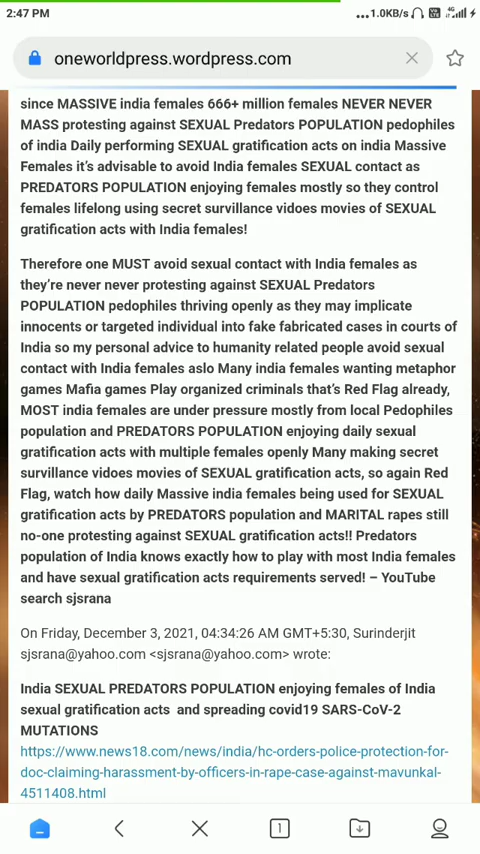 2:47 PM
...1.0KB/s
4G
oneworldpress.wordpress.com
since MASSIVE india females 666+ million females NEVER NEVER
MASS protesting against SEXUAL Predators POPULATION pedophiles
of india Daily performing SEXUAL gratification acts on india Massive
Females it's advisable to avoid India females SEXUAL contact as
PREDATORS POPULATION enjoying females mostly so they control
females lifelong using secret survillance vidoes movies of SEXUAL
gratification acts with India females!
Therefore one MUST avoid sexual contact with India females as
they're never never protesting against SEXUAL Predators
POPULATION pedophiles thriving openly as they may implicate
innocents or targeted individual into fake fabricated cases in courts of
India so my personal advice to humanity related people avoid sexual
contact with India females aslo Many india females wanting metaphor
games Mafia games Play organized criminals that's Red Flag already,
MOST india females are under pressure mostly from local Pedophiles
population and PREDATORS POPULATION enjoying daily sexual
gratification acts with multiple females openly Many making secret
survillance vidoes movies of SEXUAL gratification acts, so again Red
Flag, watch how daily Massive india females being used for SEXUAL
gratification acts by PREDATORS population and MARITAL rapes still
no-one protesting against SEXUAL gratification acts!! Predators
population of India knows exactly how to play with most India females
and have sexual gratification acts requirements served! – YouTube
search sjsrana
On Friday, December 3, 2021, 04:34:26 AM GMT+5:30, Surinderjit
sjsrana@yahoo.com <sjsrana@yahoo.com> wrote:
India SEXUAL PREDATORS POPULATION enjoying females of India
sexual gratification acts and spreading covid19 SARS-CoV-2
MUTATIONS
https://www.news18.com/news/india/hc-orders-police-protection-for-
doc-claiming-harassment-by-officers-in-rape-case-against-mavunkal-
4511408.html
1